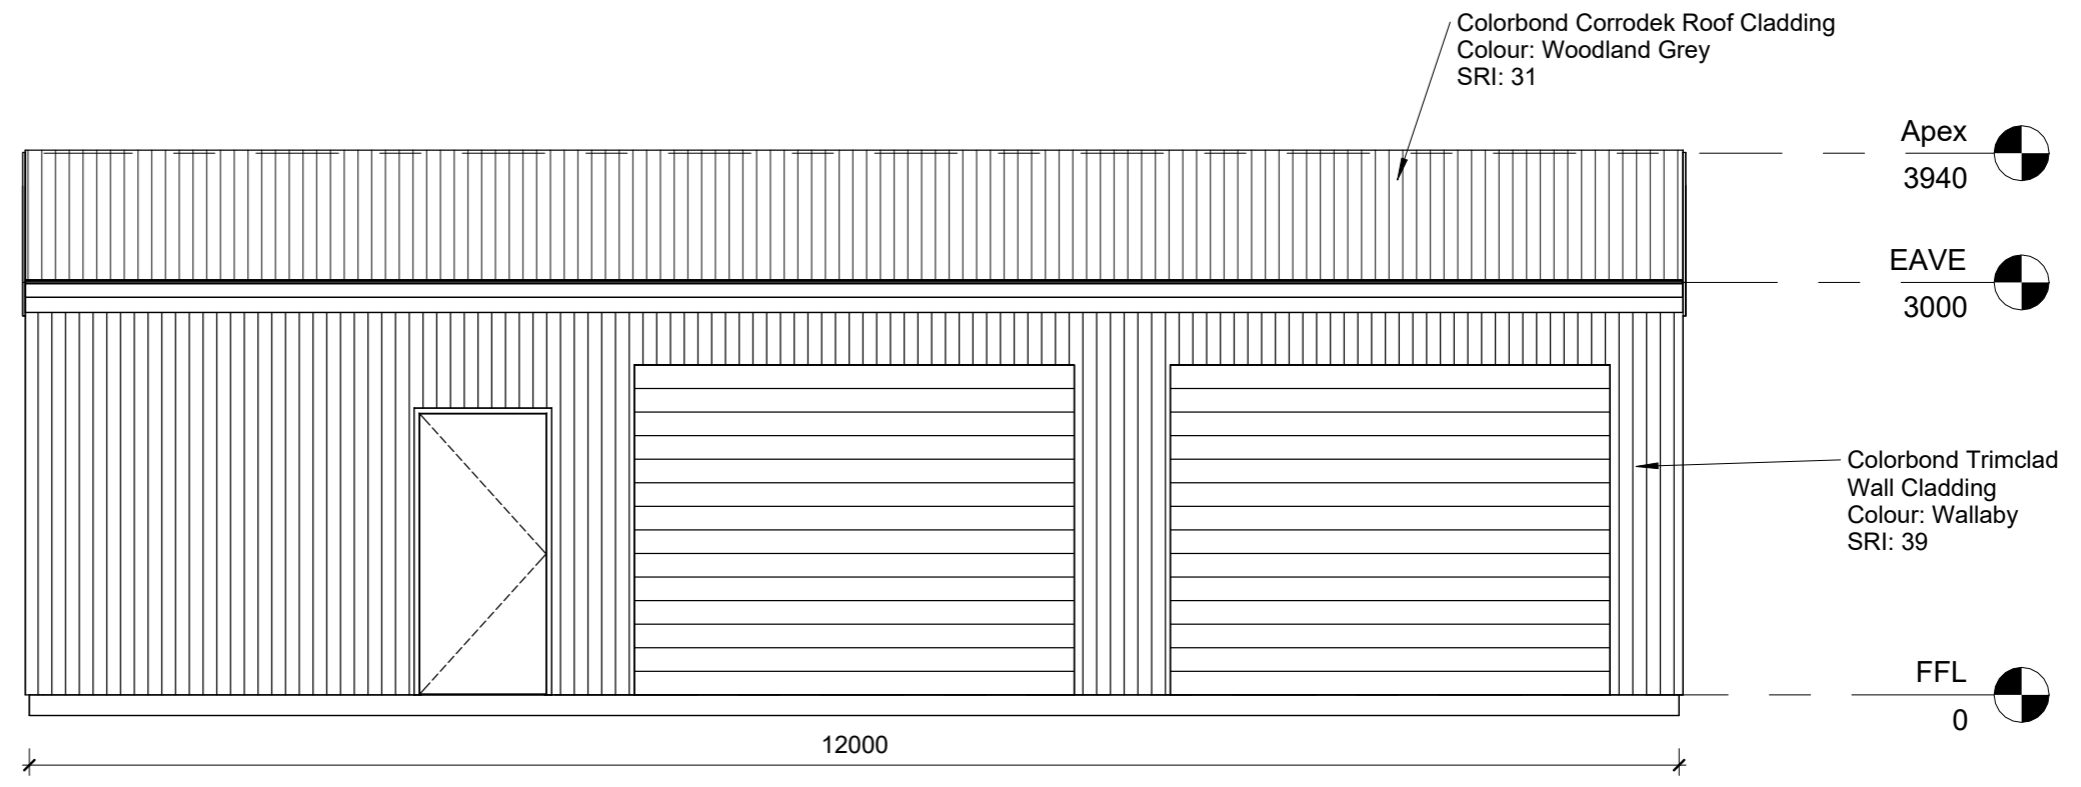 Colorbond Corrodek Roof Cladding
Colour: Woodland Grey
SRI: 31
Apex
3940
EAVE
3000
Colorbond Trimclad
Wall Cladding
Colour: Wallaby
SRI: 39
FFL
0
12000